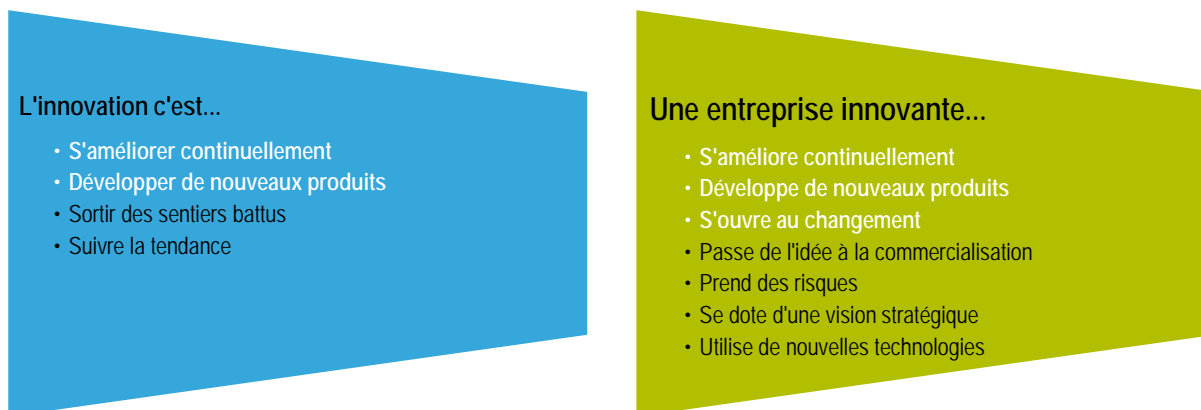 L'innovation c'est...
• S'améliorer continuellement
• Développer de nouveaux produits
• Sortir des sentiers battus
• Suivre la tendance
Une entreprise innovante...
• S'améliore continuellement
• Développe de nouveaux produits
• S'ouvre au changement
• Passe de l'idée à la commercialisation
• Prend des risques
• Se dote d'une vision stratégique
• Utilise de nouvelles technologies